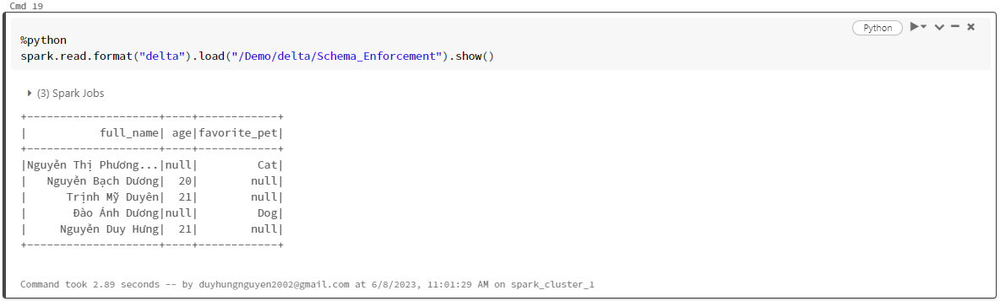 Cmd 19
Python
%python
spark.read.format("delta").load("/Demo/delta/Schema_Enforcement").show()
(3) Spark Jobs
+--------------------+----+------------+
|           full_name| age|favorite_pet|
+--------------------+----+------------+
|Nguyễn Thị Phương...|null|         Cat|
|   Nguyễn Bạch Dương|  20|        null|
|      Trịnh Mỹ Duyên|  21|        null|
|       Đào Ánh Dương|null|         Dog|
|     Nguyễn Duy Hưng|  21|        null|
+--------------------+----+------------+
Command took 2.89 seconds -- by duyhungnguyen2002@gmail.com at 6/8/2023, 11:01:29 AM on spark_cluster_1